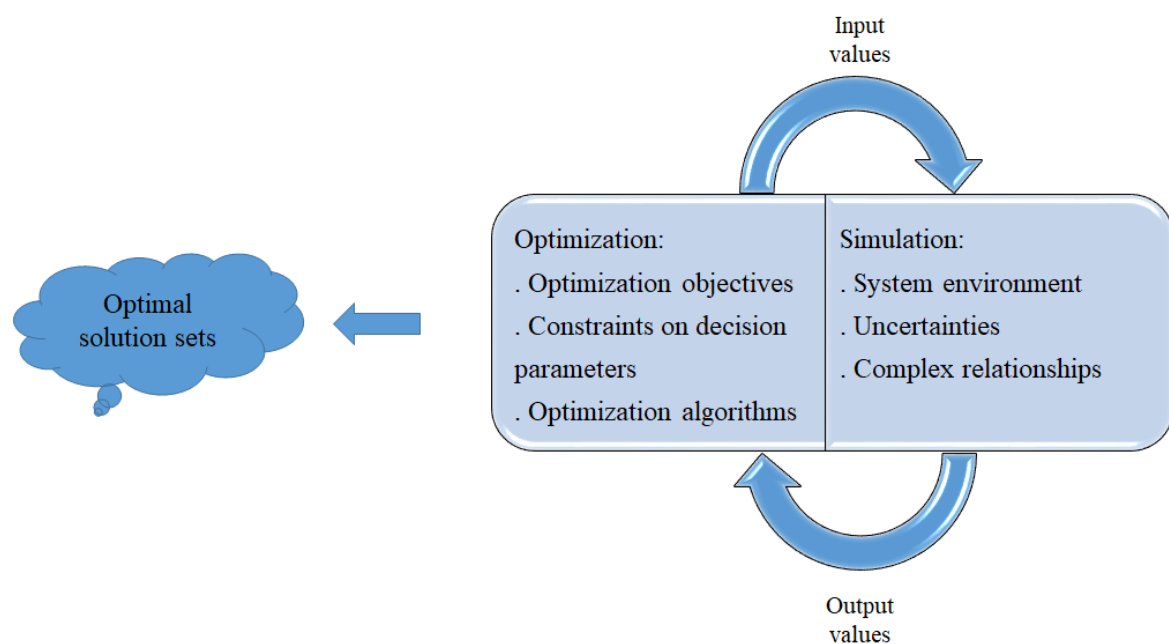 Input
values
Optimization:
. Optimization objectives
. Constraints on decision
parameters
. Optimization algorithms
Simulation:
. System environment
. Uncertainties
. Complex relationships
Optimal
solution sets
Output
values